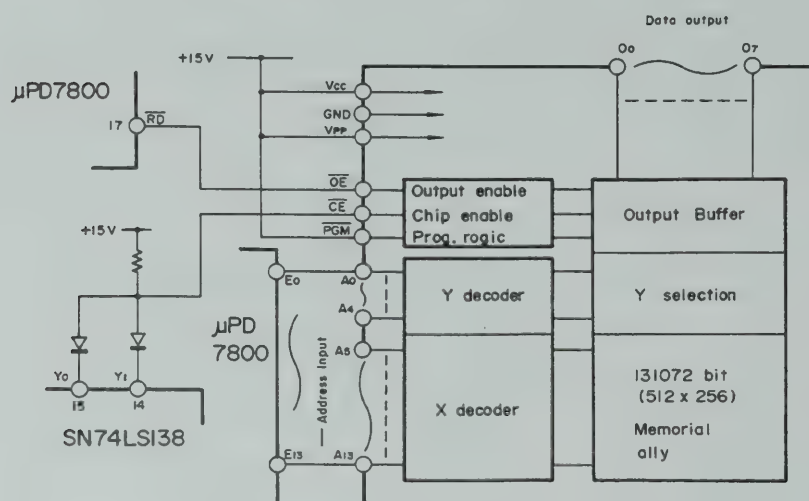 Data output
O0 O7
+15V
μPD7800
Vcc
GND
VPP
17 RD
OE
CE
PGM
Output enable
Chip enable
Prog. rogic
Output Buffer
+15V
E0 A0
A4
A5
μPD
7800
Address Input
Y decoder
Y selection
X decoder
131072 bit
(512 x 256)
Memorial
ally
Y0 Y1
15 14
SN74LS138
E13 A13